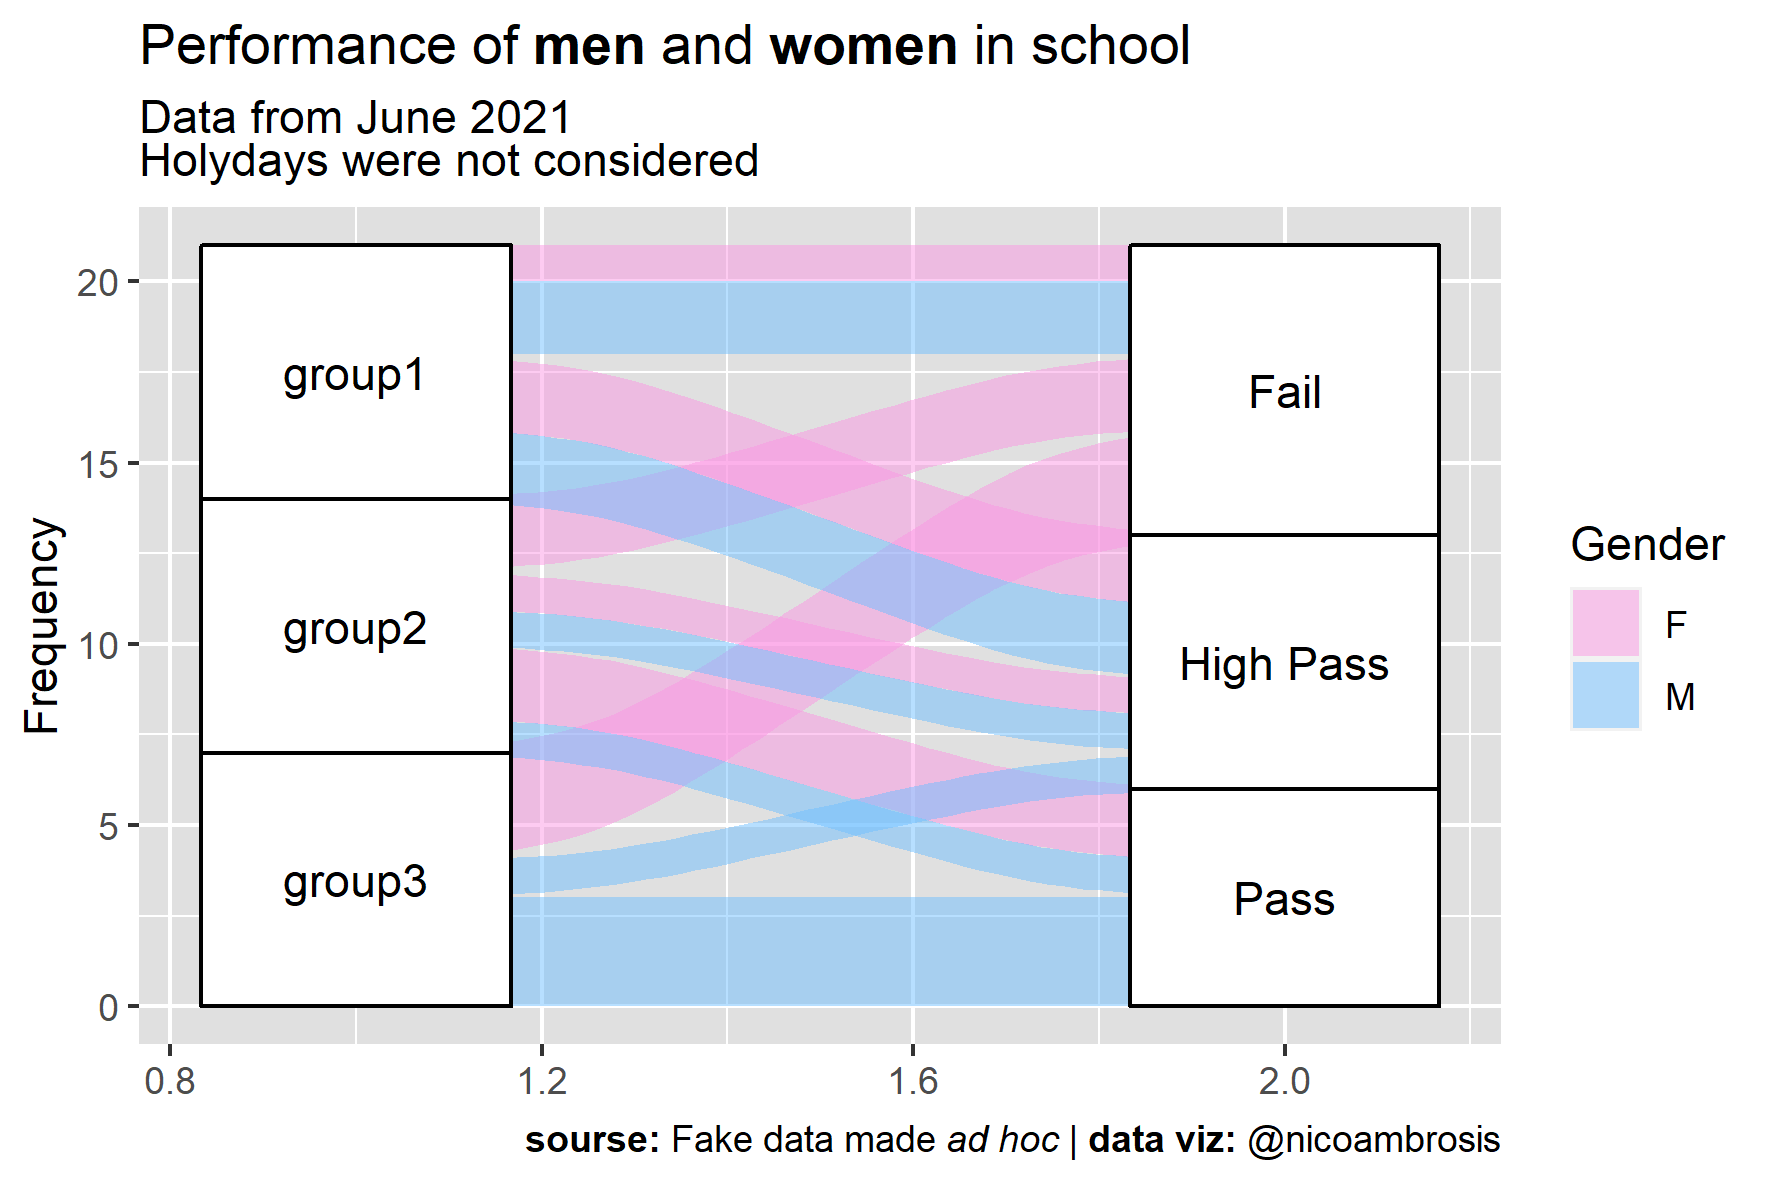 Performance of men and women in school
Data from June 2021
Holydays were not considered
Frequency
20
15
10
5
0
group1
group2
group3
Fail
High Pass
Pass
Gender
F
M
0.8 1.2 1.6 2.0
sourse: Fake data made ad hoc | data viz: @nicoambrosis